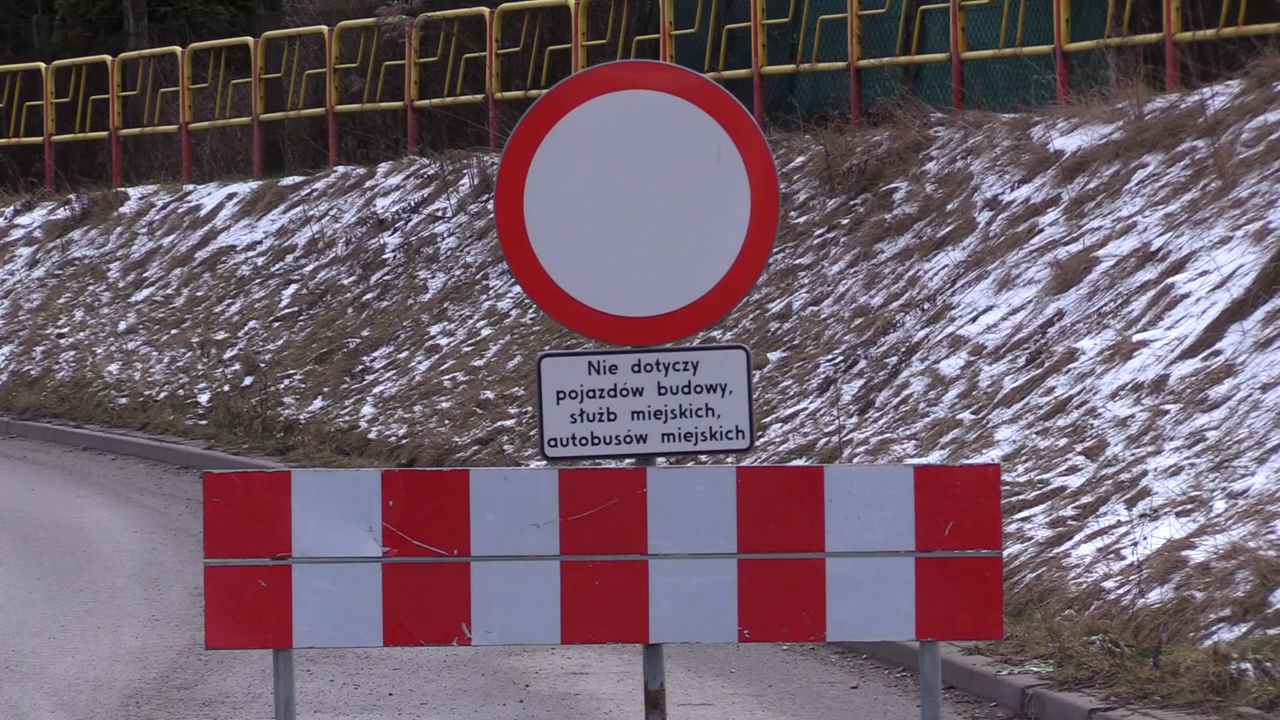 Nie dotyczy
pojazdów budowy,
służb miejskich,
autobusów miejskich